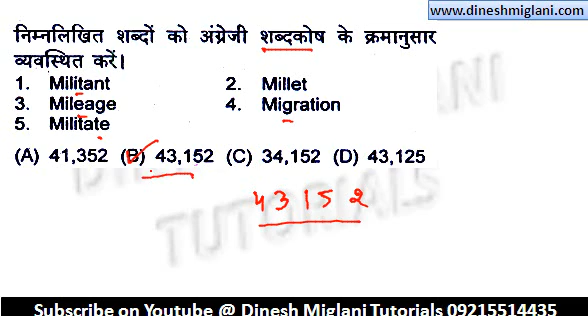 www.dineshmiglani.com
निम्नलिखित शब्दों को अंग्रेजी शब्दकोष के क्रमानुसार
व्यवस्थित करें।
1. Militant 2. Millet
3. Mileage 4. Migration
5. Militate
(A) 41,352 (B) 43,152 (C) 34,152 (D) 43,125
43152
TUTORIALS
Subscribe on Youtube @ Dinesh Miglani Tutorials 09215514435